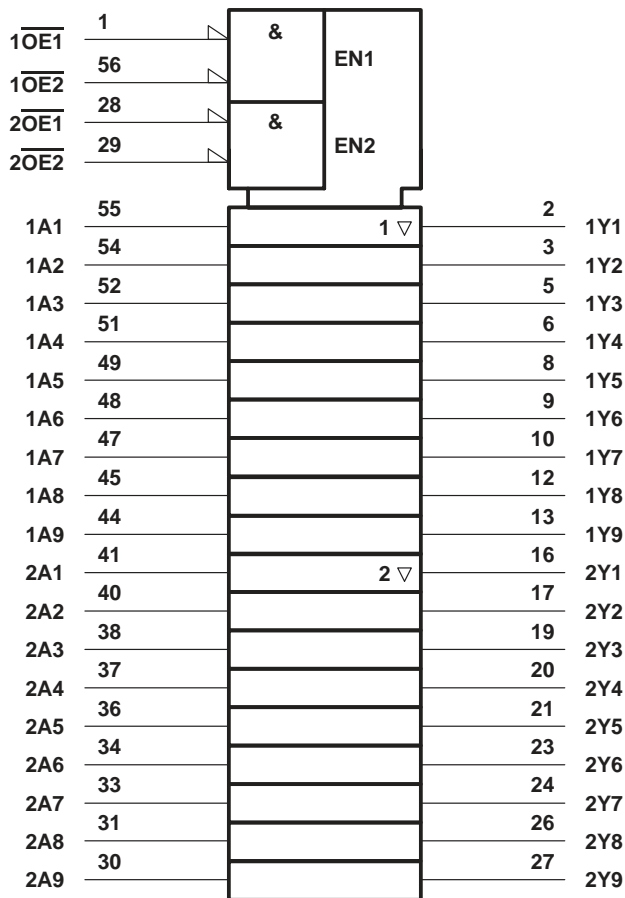 1 &
1OE1
EN1
56
1OE2
28 &
2OE1
EN2
29
2OE2
55 1 ▽ 2
1A1 1Y1
54 3
1A2 1Y2
52 5
1A3 1Y3
51 6
1A4 1Y4
49 8
1A5 1Y5
48 9
1A6 1Y6
47 10
1A7 1Y7
45 12
1A8 1Y8
44 13
1A9 1Y9
41 2 ▽ 16
2A1 2Y1
40 17
2A2 2Y2
38 19
2A3 2Y3
37 20
2A4 2Y4
36 21
2A5 2Y5
34 23
2A6 2Y6
33 24
2A7 2Y7
31 26
2A8 2Y8
30 27
2A9 2Y9